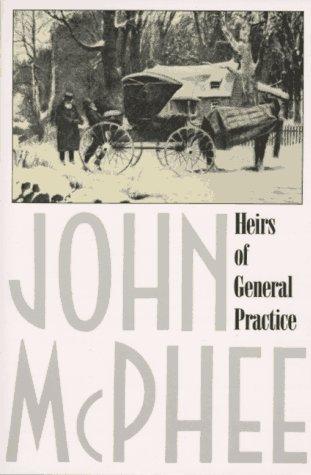 JOHN
McPHEE
Heirs
of
General
Practice